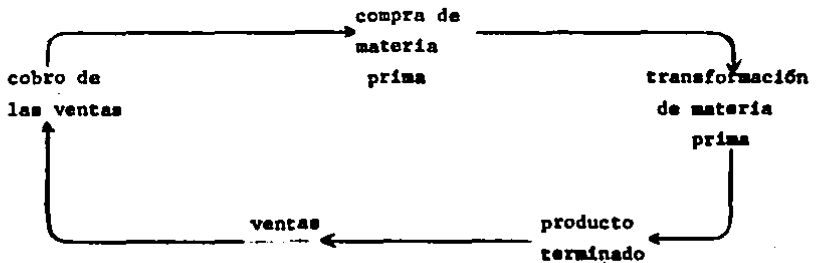 compra de
materia
prima
cobro de
las ventas
transformación
de materia
prima
ventas
producto
terminado